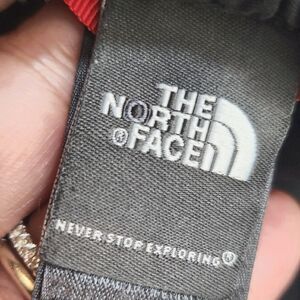 THE
NORTH
®FACE
NEVER STOP EXPLORING®